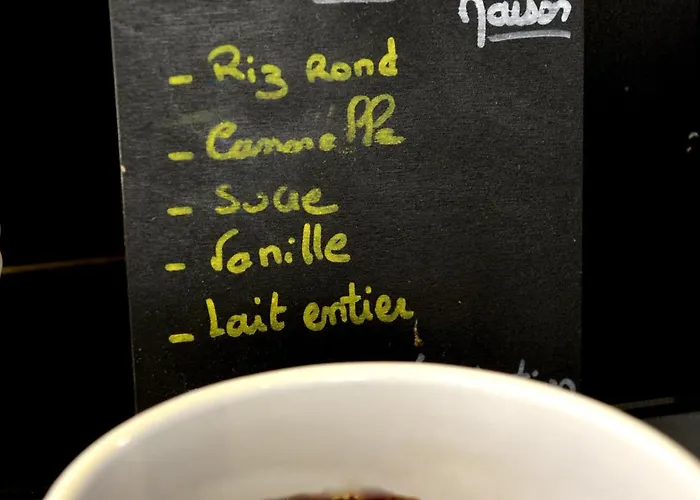 Maison
- Riz Rond
- Cannelle
- Sucre
- Vanille
- Lait entier